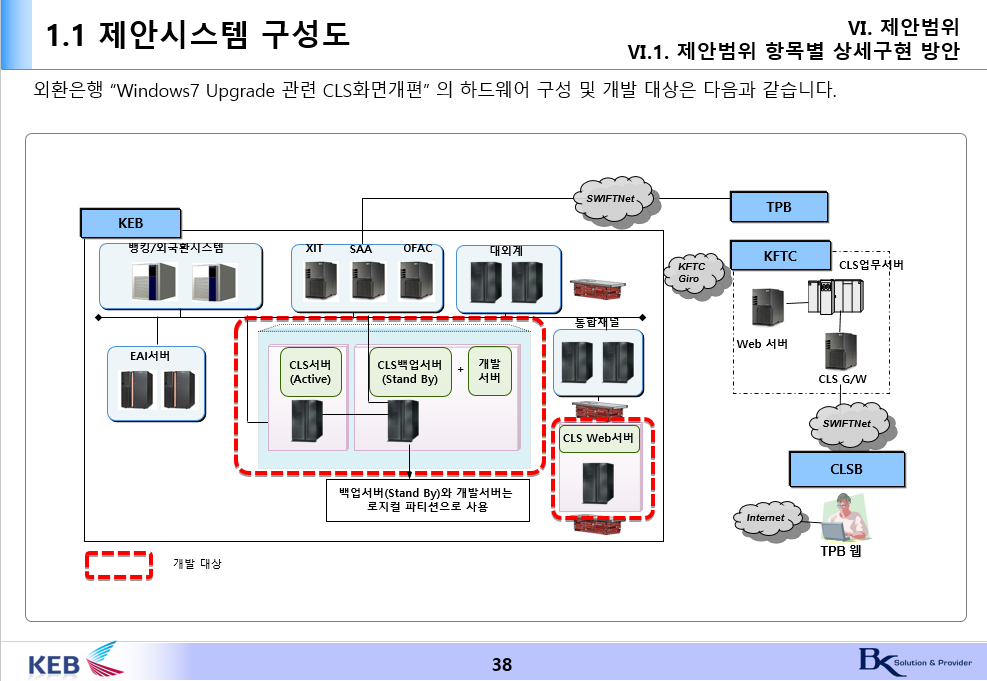 1.1 제안시스템 구성도
VI. 제안범위
VI.1. 제안범위 항목별 상세구현 방안
외환은행 “Windows7 Upgrade 관련 CLS화면개편” 의 하드웨어 구성 및 개발 대상은 다음과 같습니다.
SWIFTNet
TPB
KEB
뱅킹/외국환시스템
XIT
SAA
OFAC
대외계
KFTC
Giro
KFTC
CLS업무서버
Web 서버
CLS G/W
통합채널
EAI서버
CLS서버
(Active)
CLS백업서버
(Stand By)
+
개발
서버
CLS Web서버
SWIFTNet
CLSB
백업서버(Stand By)와 개발서버는
로지컬 파티션으로 사용
Internet
TPB 웹
개발 대상
KEB
38
BK Solution & Provider